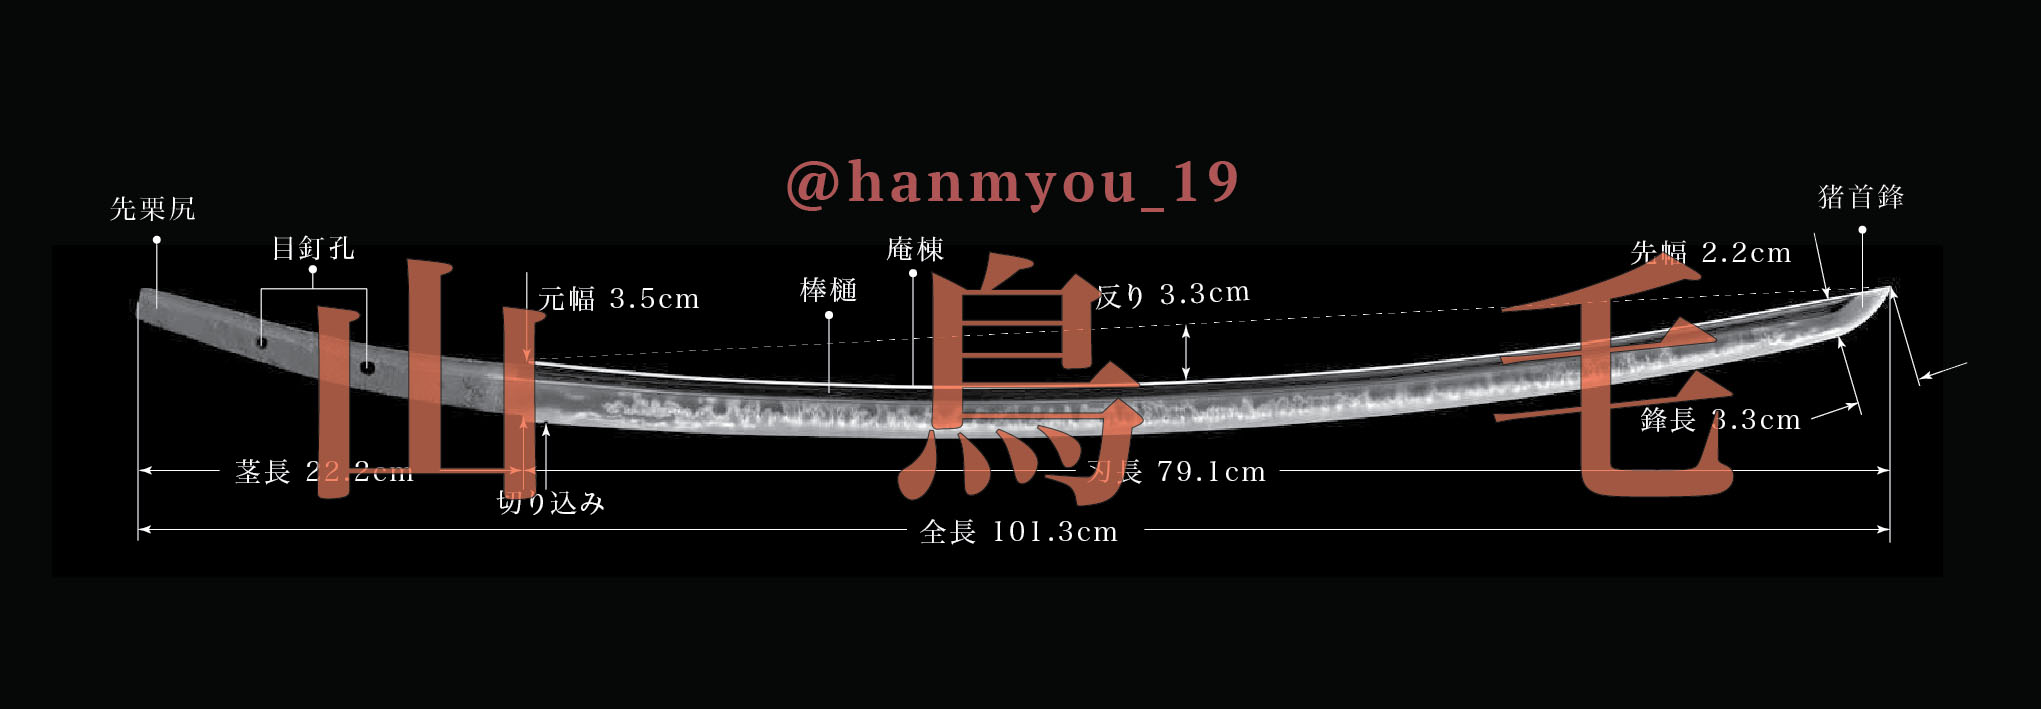 @hanmyou_19
先栗尻
目釘孔
元幅 3.5cm
棒樋
庵棟
反り 3.3cm
先幅 2.2cm
猪首鋒
山鳥毛
鋒長 3.3cm
茎長 22.2cm
切り込み
刃長 79.1cm
全長 101.3cm